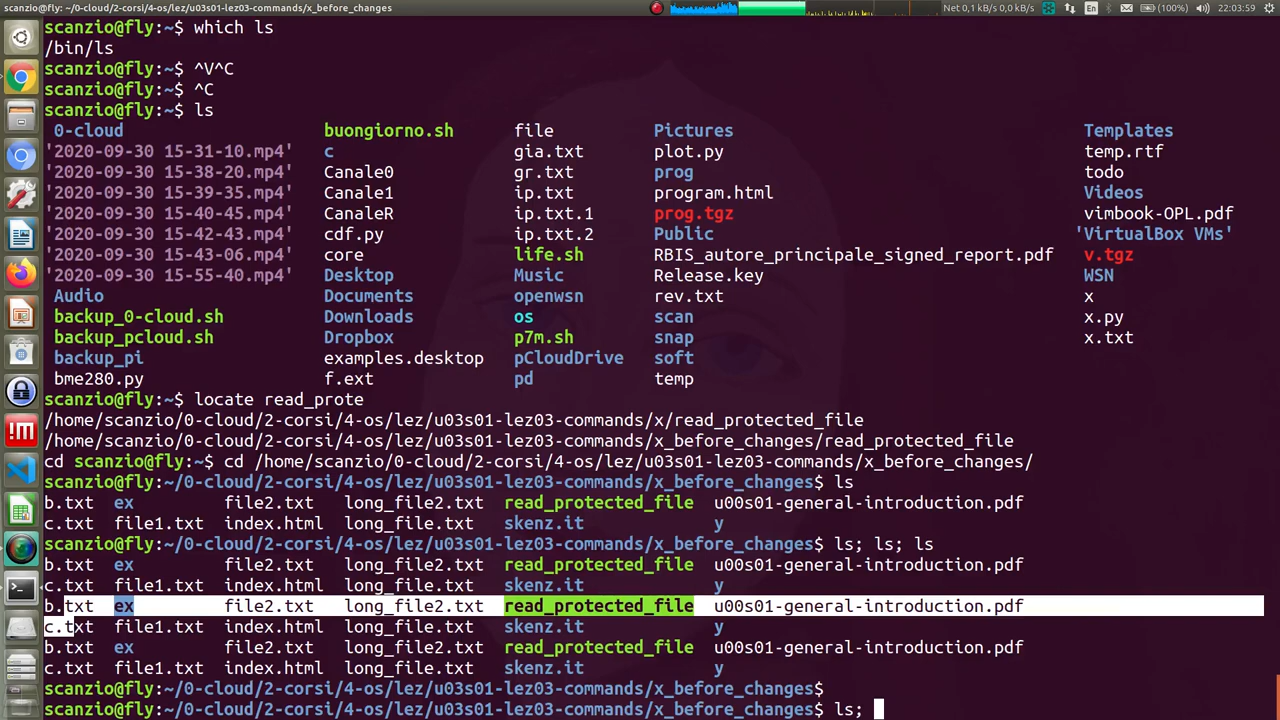 scanzio@fly: ~/0-cloud/2-corsi/4-os/lez/u03s01-lez03-commands/x_before_changes
Net 0,1 kB/s 0,0 kB/s En (100%) 22:03:59
scanzio@fly:~$ which ls
/bin/ls
scanzio@fly:~$ ^V^C
scanzio@fly:~$ ^C
scanzio@fly:~$ ls
0-cloud buongiorno.sh file Pictures Templates
'2020-09-30 15-31-10.mp4' c gia.txt plot.py temp.rtf
'2020-09-30 15-38-20.mp4' Canale0 gr.txt prog todo
'2020-09-30 15-39-35.mp4' Canale1 ip.txt program.html Videos
'2020-09-30 15-40-45.mp4' CanaleR ip.txt.1 prog.tgz vimbook-OPL.pdf
'2020-09-30 15-42-43.mp4' cdf.py ip.txt.2 Public 'VirtualBox VMs'
'2020-09-30 15-43-06.mp4' core life.sh RBIS_autore_principale_signed_report.pdf v.tgz
'2020-09-30 15-55-40.mp4' Desktop Music Release.key WSN
Audio Documents openwsn rev.txt x
backup_0-cloud.sh Downloads os scan x.py
backup_pcloud.sh Dropbox p7m.sh snap x.txt
backup_pi examples.desktop pCloudDrive soft
bme280.py f.ext pd temp
scanzio@fly:~$ locate read_prote
/home/scanzio/0-cloud/2-corsi/4-os/lez/u03s01-lez03-commands/x/read_protected_file
/home/scanzio/0-cloud/2-corsi/4-os/lez/u03s01-lez03-commands/x_before_changes/read_protected_file
cd scanzio@fly:~$ cd /home/scanzio/0-cloud/2-corsi/4-os/lez/u03s01-lez03-commands/x_before_changes/
scanzio@fly:~/0-cloud/2-corsi/4-os/lez/u03s01-lez03-commands/x_before_changes$ ls
b.txt ex file2.txt long_file2.txt read_protected_file u00s01-general-introduction.pdf
c.txt file1.txt index.html long_file.txt skenz.it y
scanzio@fly:~/0-cloud/2-corsi/4-os/lez/u03s01-lez03-commands/x_before_changes$ ls; ls; ls
b.txt ex file2.txt long_file2.txt read_protected_file u00s01-general-introduction.pdf
c.txt file1.txt index.html long_file.txt skenz.it y
b.txt ex file2.txt long_file2.txt read_protected_file u00s01-general-introduction.pdf
c.txt file1.txt index.html long_file.txt skenz.it y
b.txt ex file2.txt long_file2.txt read_protected_file u00s01-general-introduction.pdf
c.txt file1.txt index.html long_file.txt skenz.it y
scanzio@fly:~/0-cloud/2-corsi/4-os/lez/u03s01-lez03-commands/x_before_changes$
scanzio@fly:~/0-cloud/2-corsi/4-os/lez/u03s01-lez03-commands/x_before_changes$ ls;